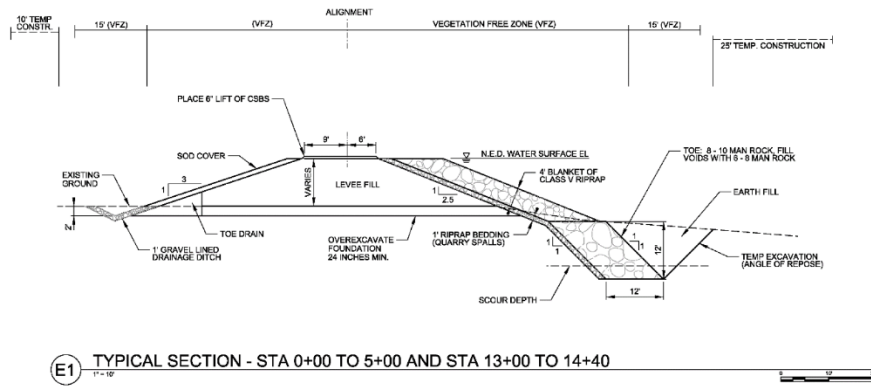 ALIGNMENT
10' TEMP
CONSTR.
15' (VFZ)
(VFZ)
VEGETATION FREE ZONE (VFZ)
15' (VFZ)
25' TEMP. CONSTRUCTION
PLACE 6" LIFT OF CSBS
9'
6'
N.E.D. WATER SURFACE EL
TOE: 8 - 10 MAN ROCK, FILL
VOIDS WITH 6 - 8 MAN ROCK
SOD COVER
EXISTING
GROUND
1
3
VARIES
LEVEE FILL
1
2.5
4' BLANKET OF
CLASS V RIPRAP
EARTH FILL
2'
TOE DRAIN
1' GRAVEL LINED
DRAINAGE DITCH
OVEREXCAVATE
FOUNDATION
24 INCHES MIN.
1' RIPRAP BEDDING
(QUARRY SPALLS)
1
1
1
1
12'
TEMP EXCAVATION
(ANGLE OF REPOSE)
SCOUR DEPTH
12'
E1
TYPICAL SECTION - STA 0+00 TO 5+00 AND STA 13+00 TO 14+40
1" = 10'